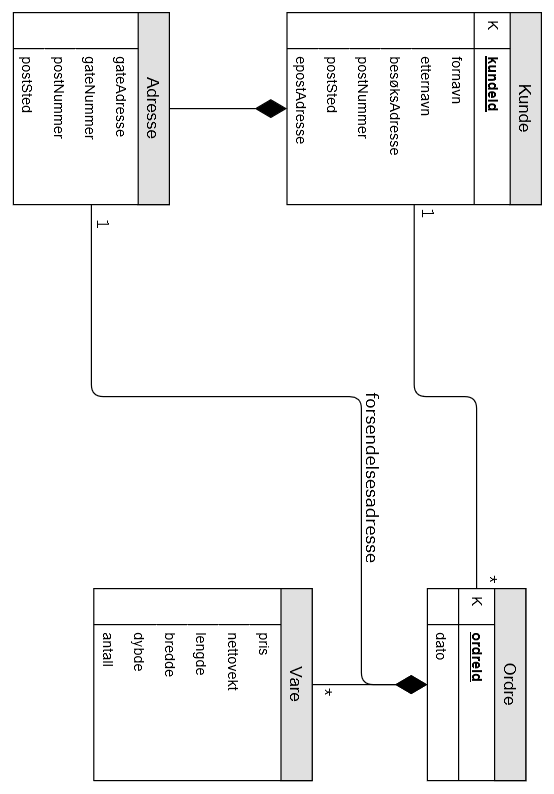 Kunde
K kundeId
fornavn
etternavn
besøksAdresse
postNummer
postSted
epostAdresse
1
*
Ordre
K ordreId
dato
Adresse
gateAdresse
gateNummer
postNummer
postSted
1
forsendelsesadresse
*
Vare
pris
nettovekt
lengde
bredde
dybde
antall